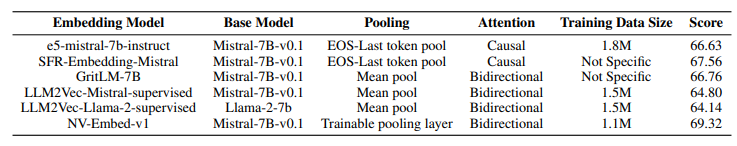 Embedding Model Base Model Pooling Attention Training Data Size Score
e5-mistral-7b-instruct Mistral-7B-v0.1 EOS-Last token pool Causal 1.8M 66.63
SFR-Embedding-Mistral Mistral-7B-v0.1 EOS-Last token pool Causal Not Specific 67.56
GritLM-7B Mistral-7B-v0.1 Mean pool Bidirectional Not Specific 66.76
LLM2Vec-Mistral-supervised Mistral-7B-v0.1 Mean pool Bidirectional 1.5M 64.80
LLM2Vec-Llama-2-supervised Llama-2-7b Mean pool Bidirectional 1.5M 64.14
NV-Embed-v1 Mistral-7B-v0.1 Trainable pooling layer Bidirectional 1.1M 69.32